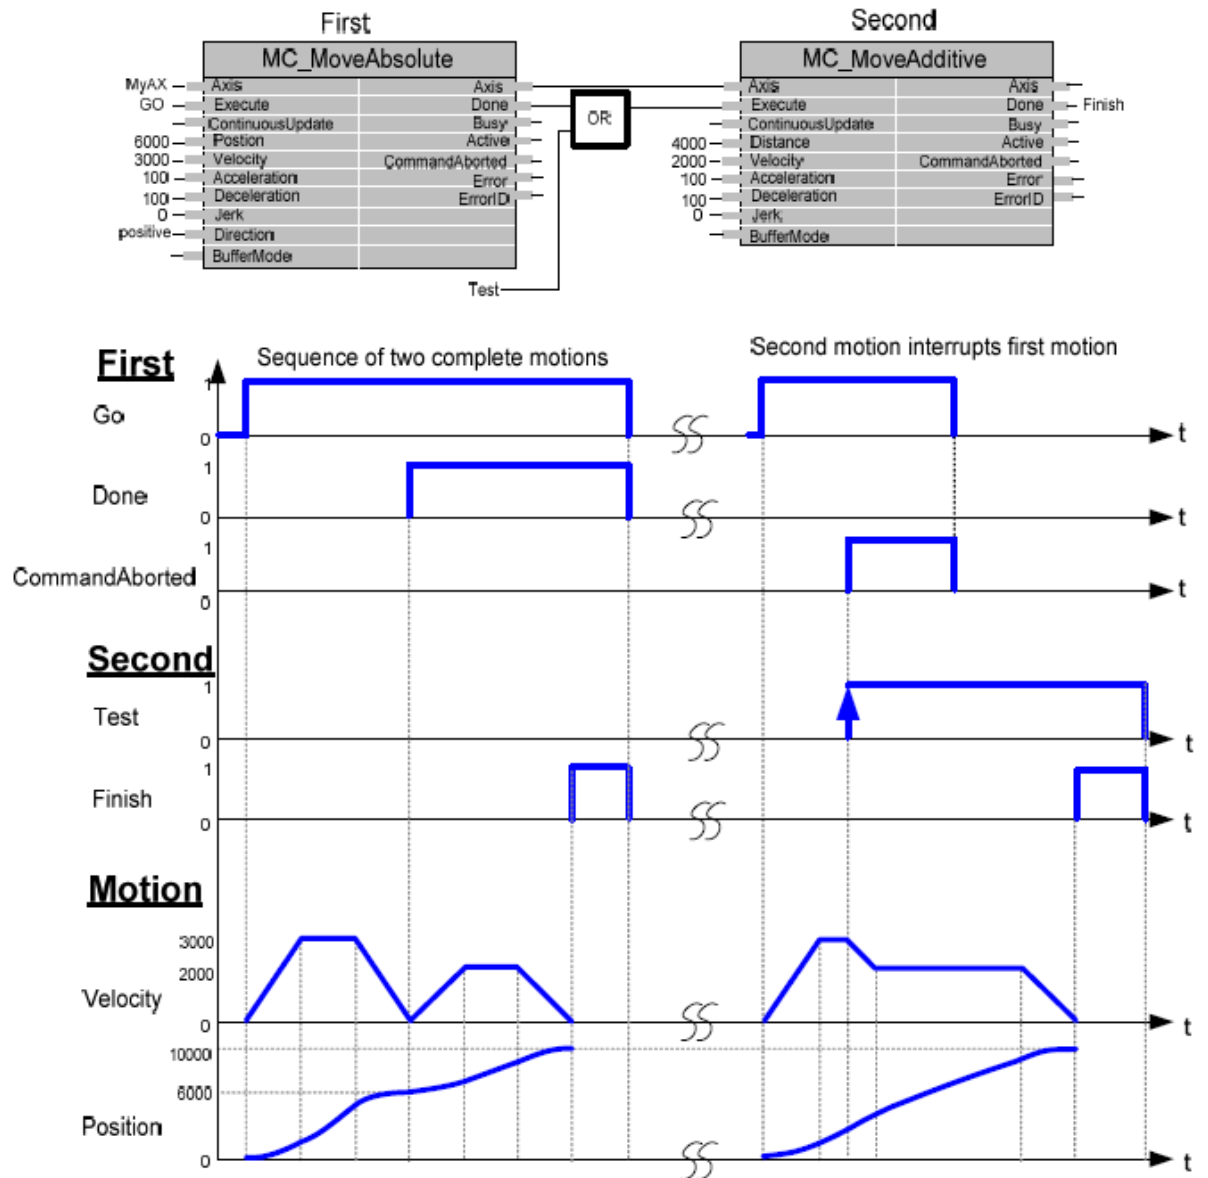 First Second
MC_MoveAbsolute MC_MoveAdditive
MyAX Axis Axis Axis Axis
GO Execute Done OR Execute Done Finish
ContinuousUpdate Busy ContinuousUpdate Busy
6000 Postion Active 4000 Distance Active
3000 Velocity CommandAborted 2000 Velocity CommandAborted
100 Acceleration Error 100 Acceleration Error
100 Deceleration ErrorID 100 Deceleration ErrorID
0 Jerk 0 Jerk
positive Direction BufferMode
BufferMode
Test
First Sequence of two complete motions Second motion interrupts first motion
1
Go
0 t
1
Done
0 t
1
CommandAborted
0 t
Second
1
Test
0 t
1
Finish
0 t
Motion
3000
2000
Velocity
0 t
10000
6000
Position
0 t